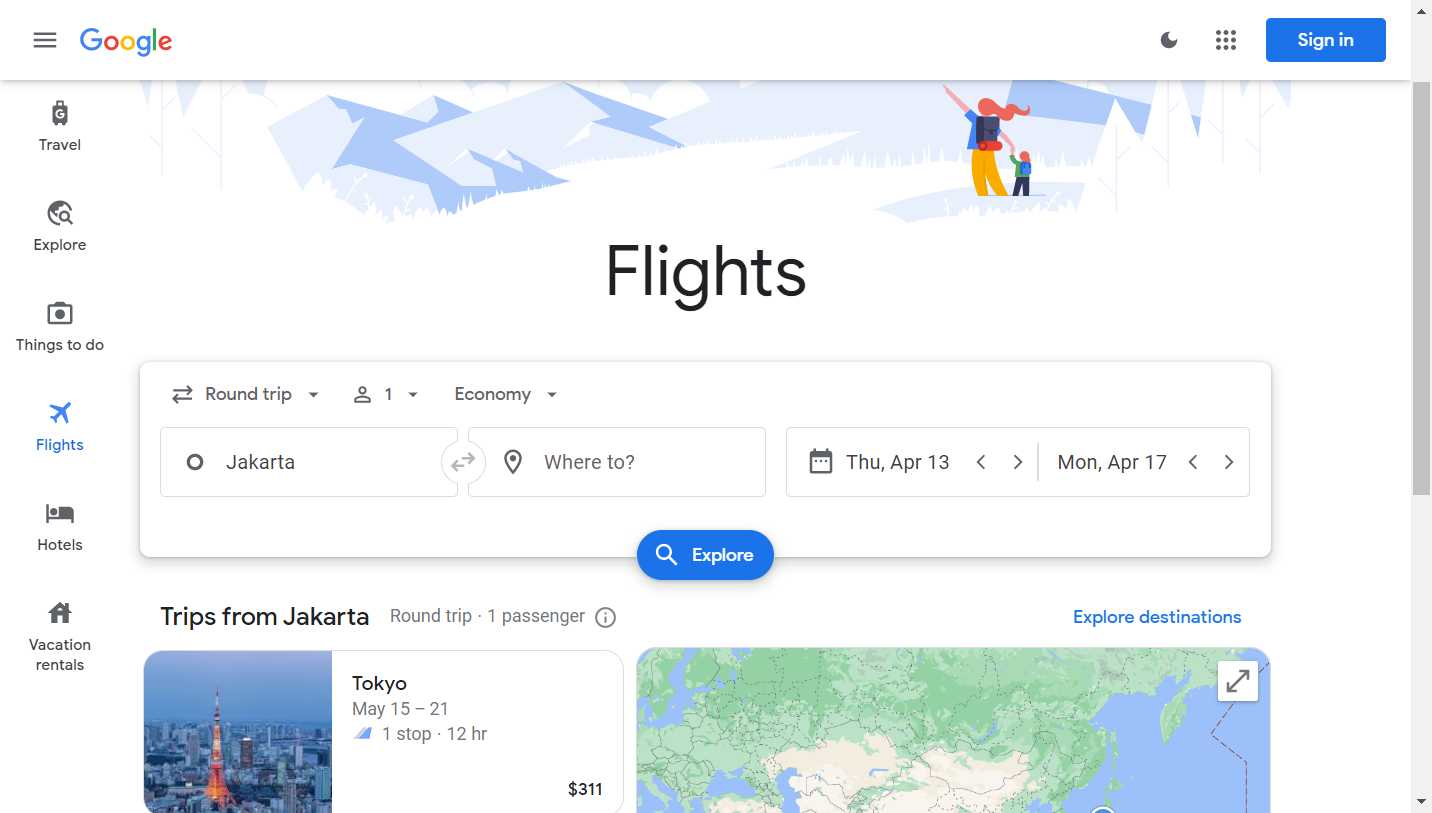 Google
Sign in
Travel
Explore
Things to do
Flights
Hotels
Vacation
rentals
Flights
Round trip
1
Economy
Jakarta
Where to?
Thu, Apr 13
Mon, Apr 17
Explore
Trips from Jakarta
Round trip · 1 passenger
Explore destinations
Tokyo
May 15 – 21
1 stop · 12 hr
$311